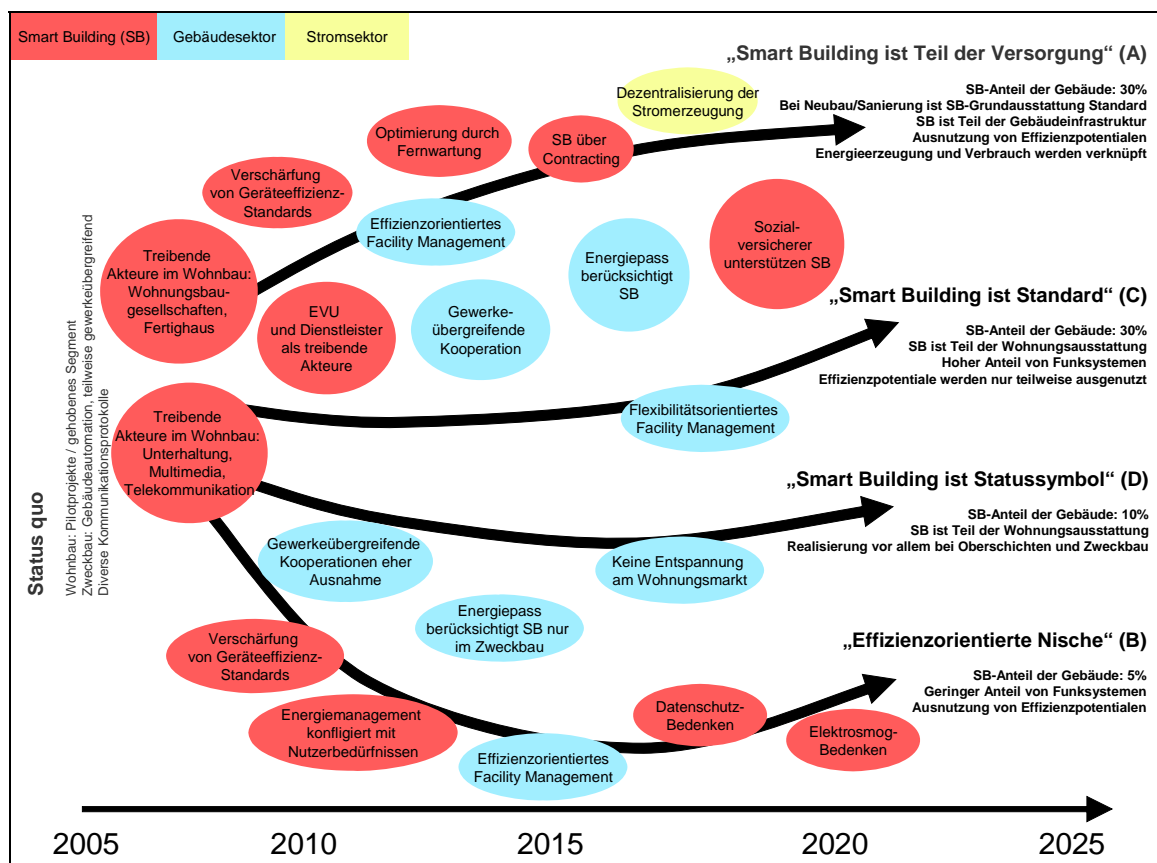 Smart Building (SB)
Gebäudesektor
Stromsektor
„Smart Building ist Teil der Versorgung“ (A)
SB-Anteil der Gebäude: 30%
Bei Neubau/Sanierung ist SB-Grundausstattung Standard
SB ist Teil der Gebäudeinfrastruktur
Ausnutzung von Effizienzpotentialen
Energieerzeugung und Verbrauch werden verknüpft
Dezentralisierung der
Stromerzeugung
Optimierung durch
Fernwartung
SB über
Contracting
Verschärfung
von Geräteeffizienz-
Standards
Effizienzorientiertes
Facility Management
Treibende
Akteure im Wohnbau:
Wohnungsbau-
gesellschaften,
Fertighaus
EVU
und Dienstleister
als treibende
Akteure
Gewerke-
übergreifende
Kooperation
Energiepass
berücksichtigt
SB
Sozial-
versicherer
unterstützen SB
„Smart Building ist Standard“ (C)
SB-Anteil der Gebäude: 30%
SB ist Teil der Wohnungsausstattung
Hoher Anteil von Funksystemen
Effizienzpotentiale werden nur teilweise ausgenutzt
Flexibilitätsorientiertes
Facility Management
Treibende
Akteure im Wohnbau:
Unterhaltung,
Multimedia,
Telekommunikation
„Smart Building ist Statussymbol“ (D)
SB-Anteil der Gebäude: 10%
SB ist Teil der Wohnungsausstattung
Realisierung vor allem bei Oberschichten und Zweckbau
Gewerkeübergreifende
Kooperationen eher
Ausnahme
Keine Entspannung
am Wohnungsmarkt
Energiepass
berücksichtigt SB nur
im Zweckbau
„Effizienzorientierte Nische“ (B)
SB-Anteil der Gebäude: 5%
Geringer Anteil von Funksystemen
Ausnutzung von Effizienzpotentialen
Verschärfung
von Geräteeffizienz-
Standards
Energiemanagement
konfligiert mit
Nutzerbedürfnissen
Effizienzorientiertes
Facility Management
Datenschutz-
Bedenken
Elektrosmog-
Bedenken
Status quo
Wohnbau: Pilotprojekte / gehobenes Segment
Zweckbau: Gebäudeautomation, teilweise gewerkeübergreifend
Diverse Kommunikationsprotokolle
2005
2010
2015
2020
2025